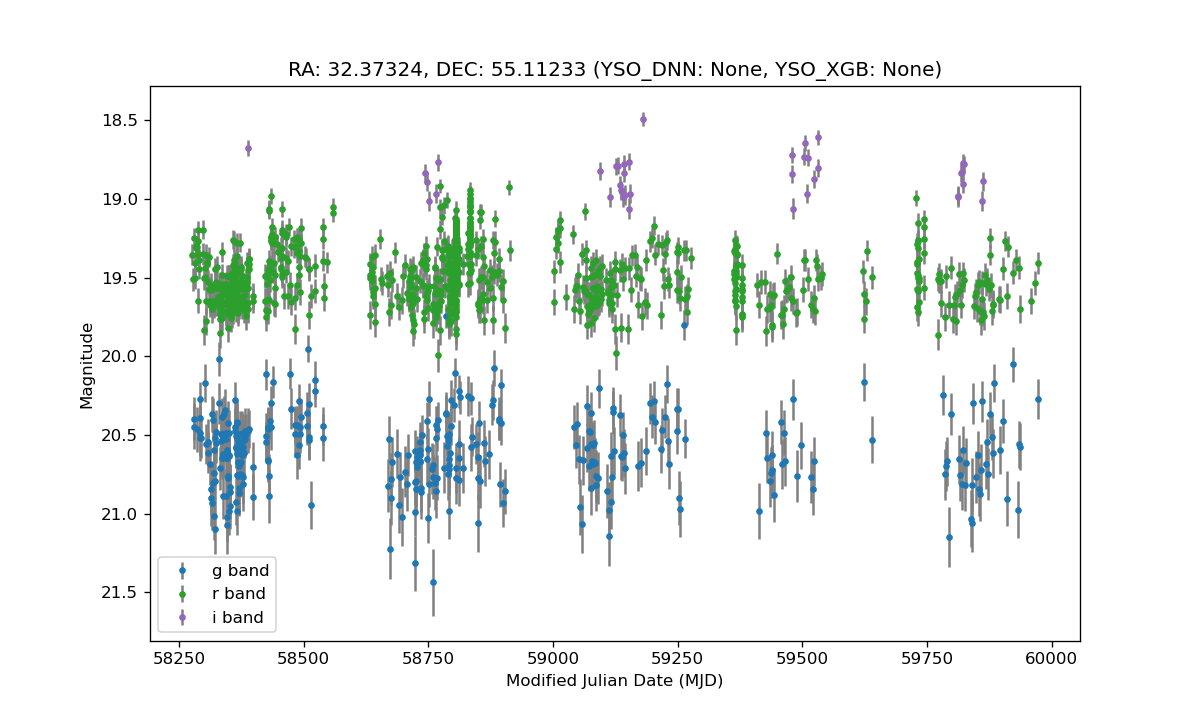 RA: 32.37324, DEC: 55.11233 (YSO_DNN: None, YSO_XGB: None)
18.5
19.0
19.5
20.0
20.5
21.0
21.5
Magnitude
g band
r band
i band
58250 58500 58750 59000 59250 59500 59750 60000
Modified Julian Date (MJD)